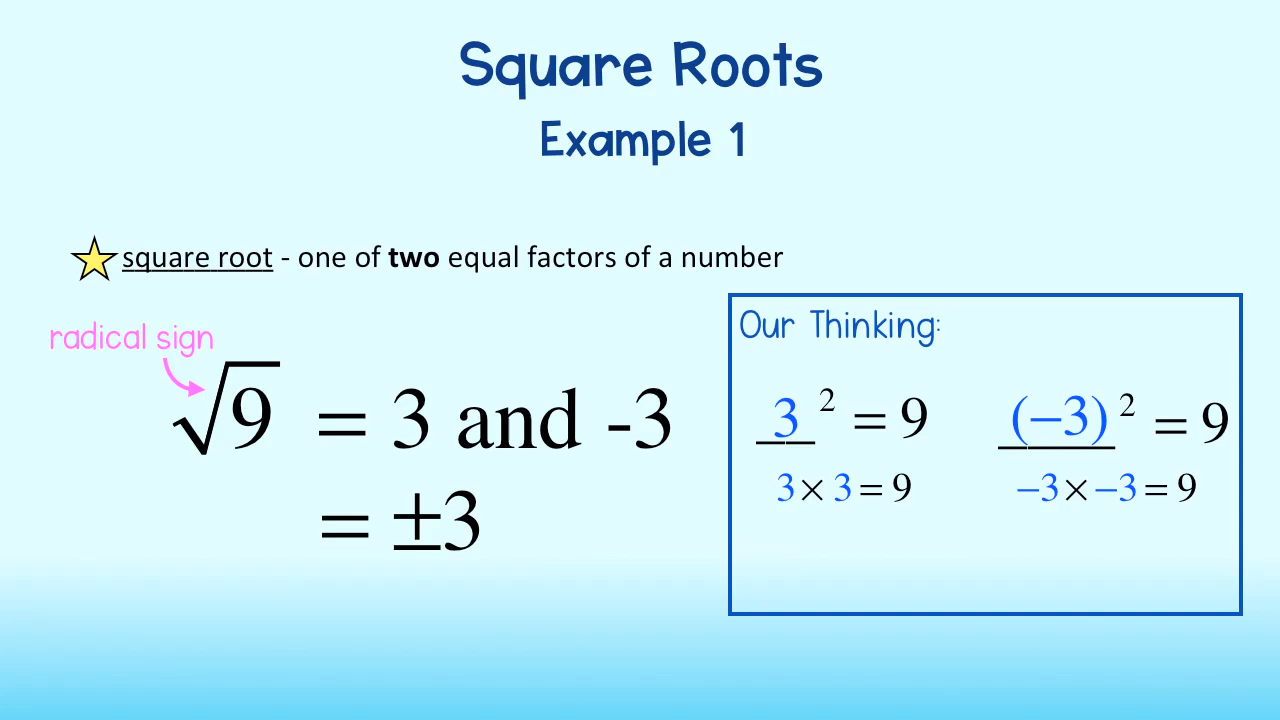 Square Roots
Example 1
square root - one of two equal factors of a number
radical sign
√9 = 3 and -3
= ±3
Our Thinking:
3² = 9 (−3)² = 9
3 × 3 = 9 −3 × −3 = 9